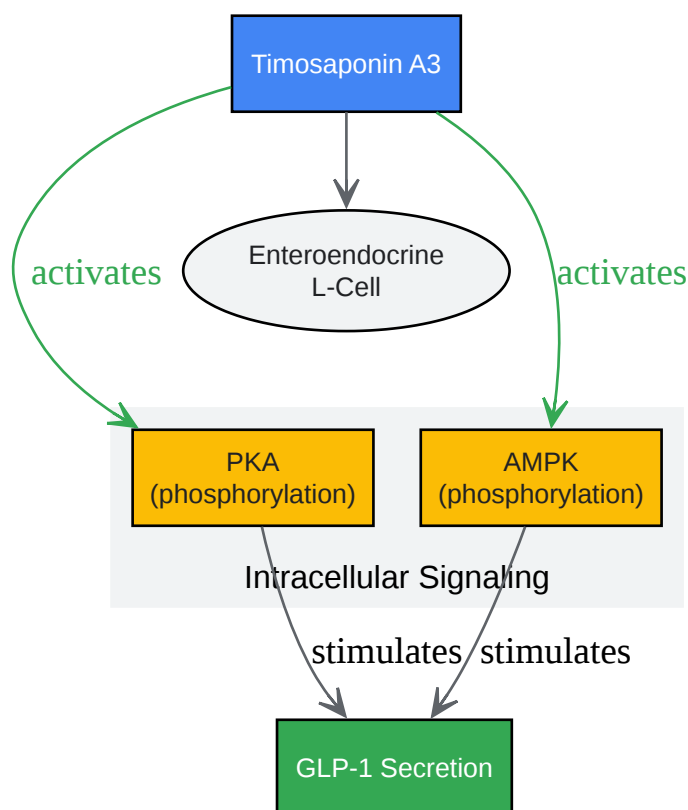 Timosaponin A3
Enteroendocrine
L-Cell
activates
activates
PKA
(phosphorylation)
AMPK
(phosphorylation)
Intracellular Signaling
stimulates
stimulates
GLP-1 Secretion